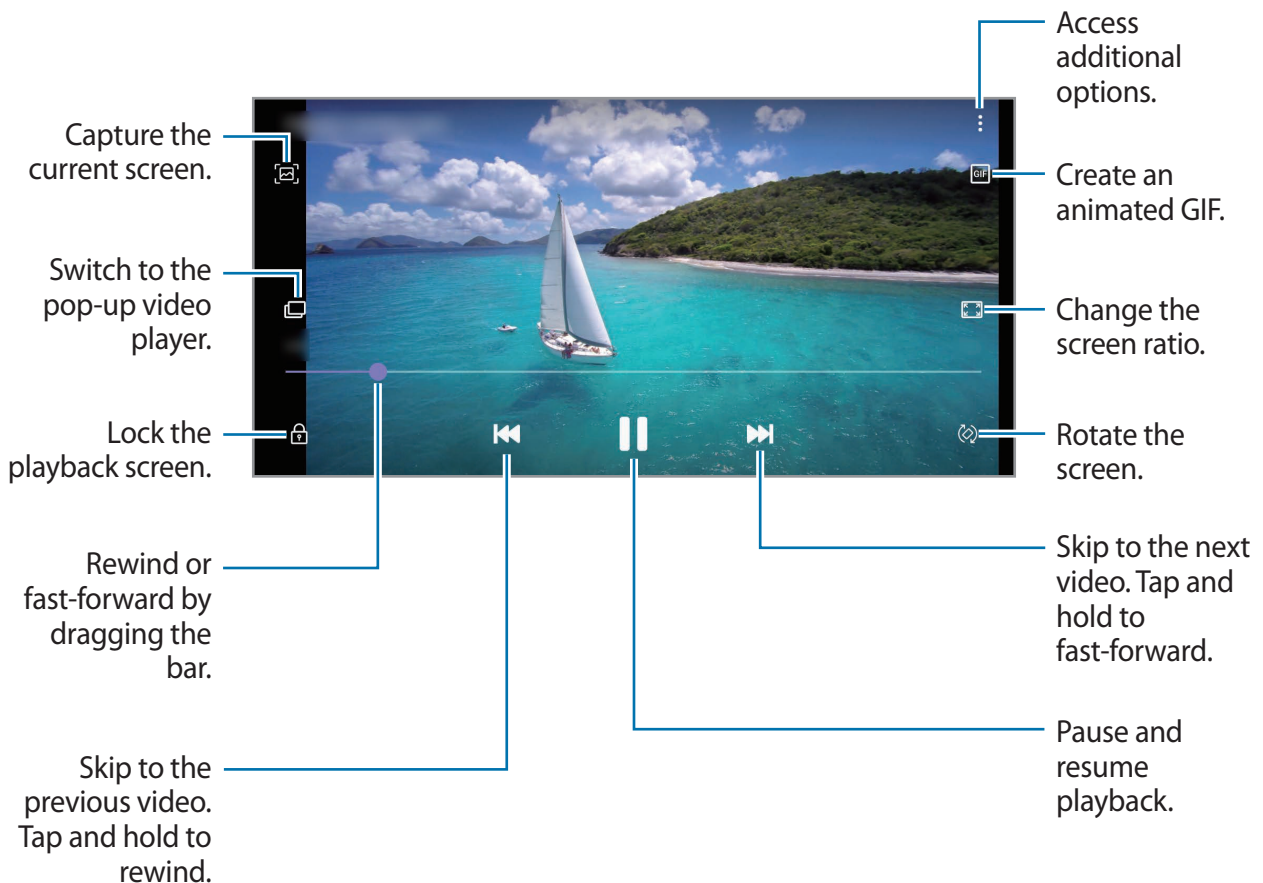 Access
additional
options.
Capture the
current screen.
GIF
Create an
animated GIF.
Switch to the
pop-up video
player.
Change the
screen ratio.
Lock the
playback screen.
Rotate the
screen.
Rewind or
fast-forward by
dragging the
bar.
Skip to the next
video. Tap and
hold to
fast-forward.
Skip to the
previous video.
Tap and hold to
rewind.
Pause and
resume
playback.